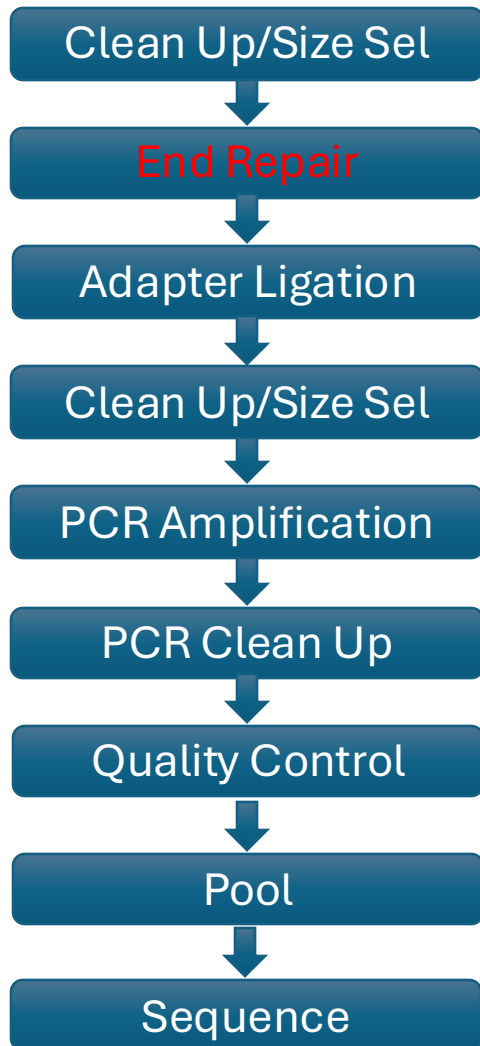 Clean Up/Size Sel
End Repair
Adapter Ligation
Clean Up/Size Sel
PCR Amplification
PCR Clean Up
Quality Control
Pool
Sequence